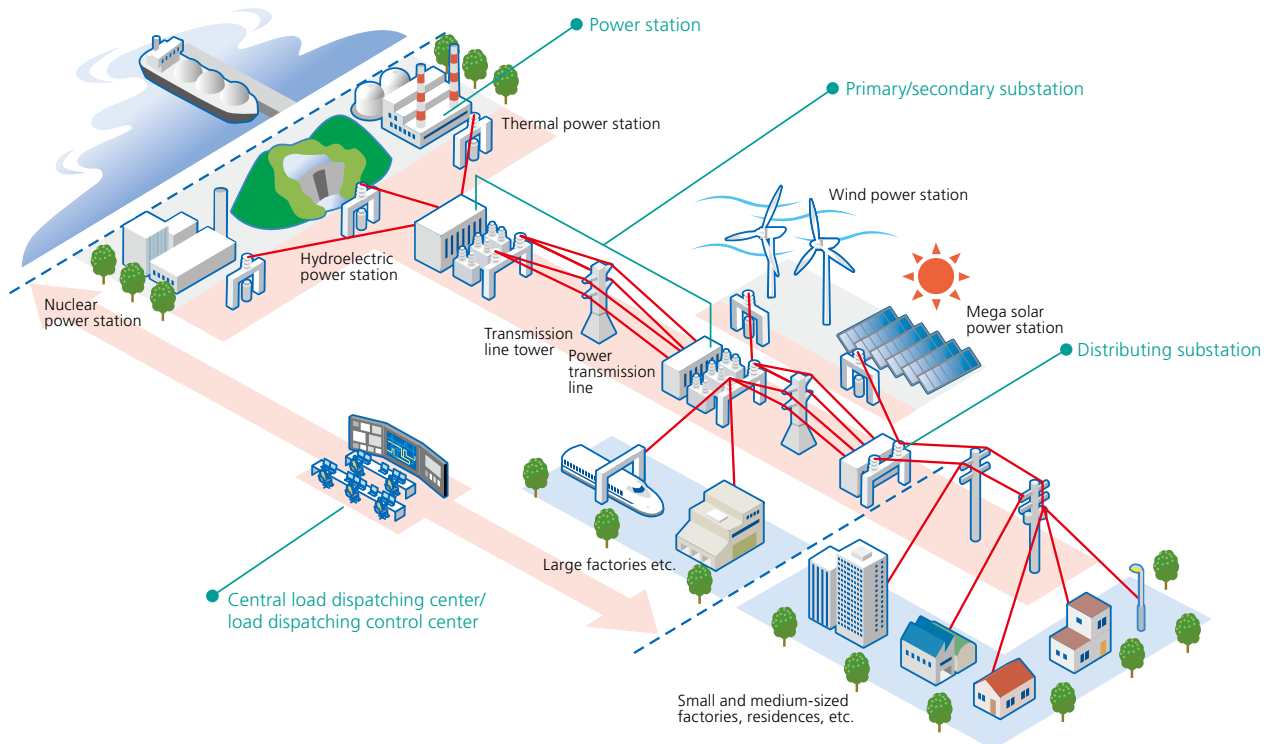 Power station
Primary/secondary substation
Thermal power station
Wind power station
Hydroelectric
power station
Nuclear
power station
Mega solar
power station
Transmission
line tower
Power
transmission
line
Distributing substation
Large factories etc.
Central load dispatching center/
load dispatching control center
Small and medium-sized
factories, residences, etc.